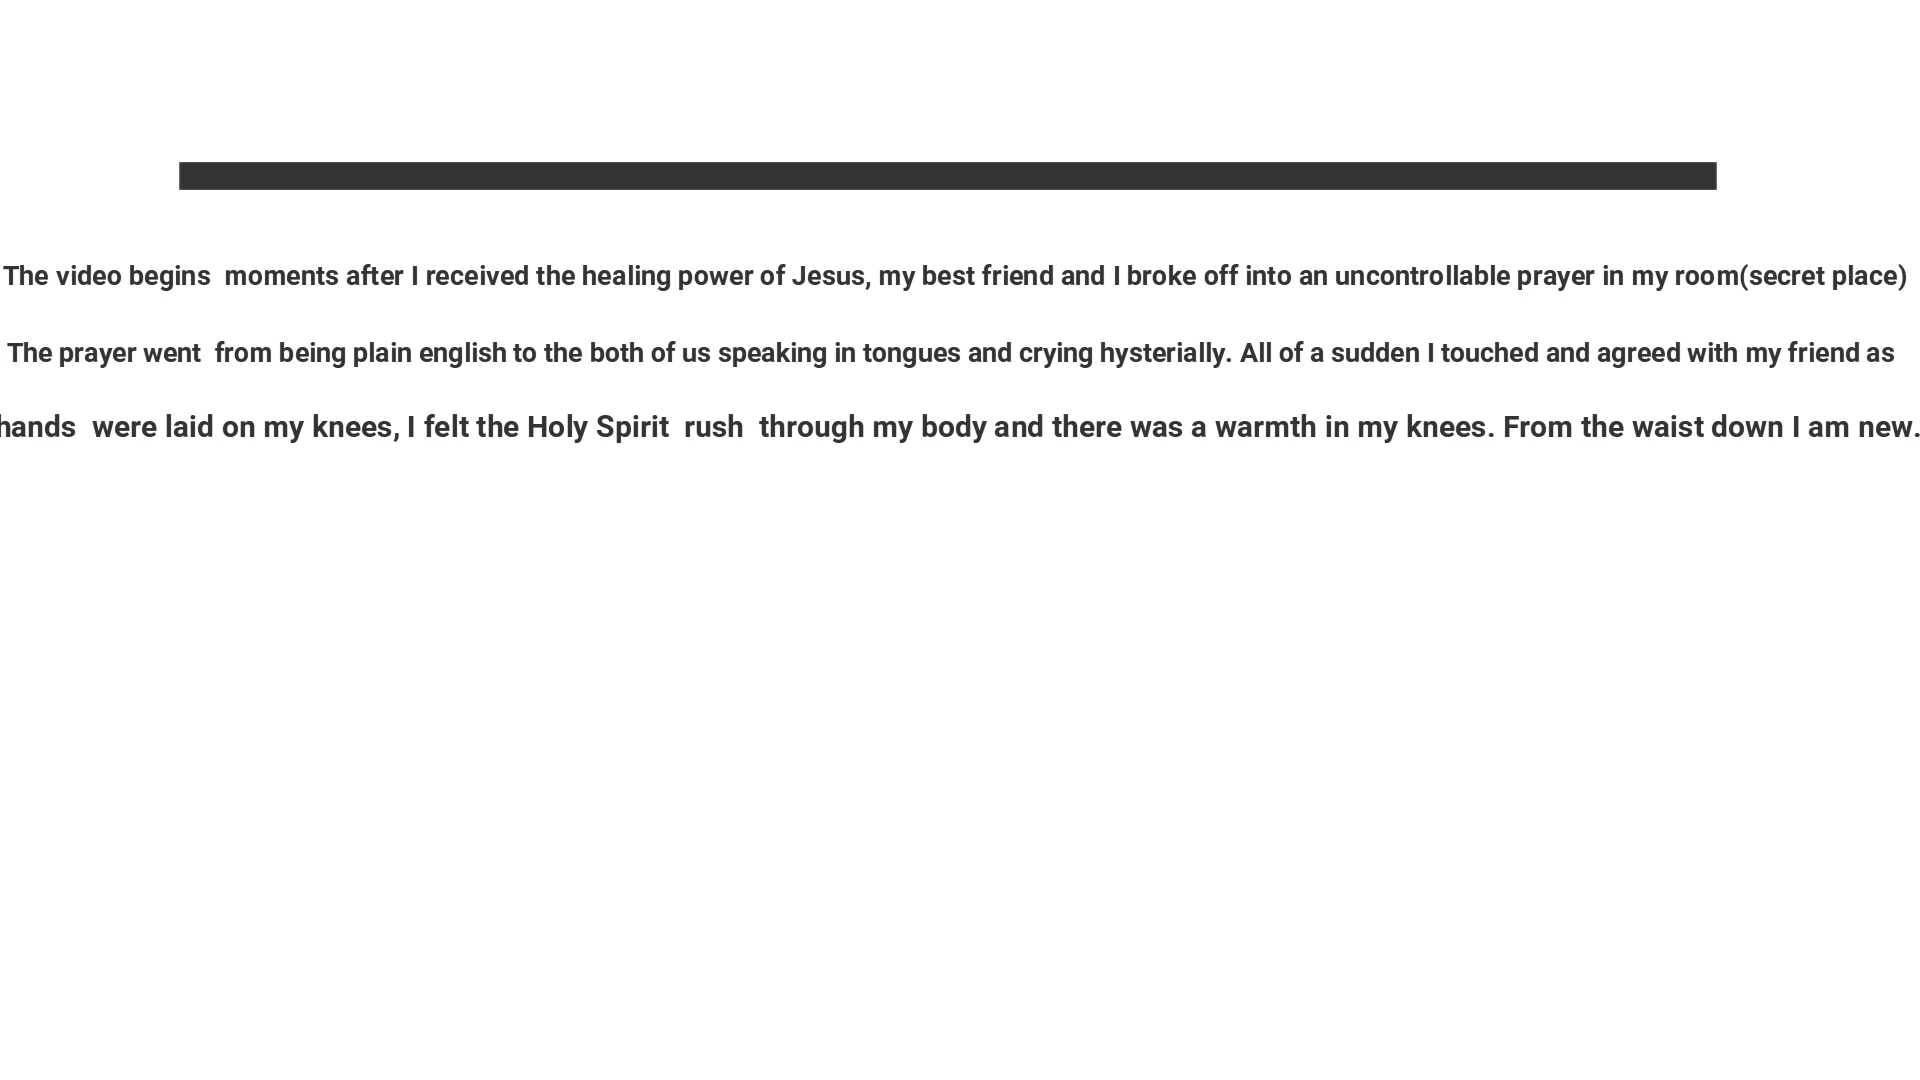 The video begins  moments after I received the healing power of Jesus, my best friend and I broke off into an uncontrollable prayer in my room(secret place)
The prayer went  from being plain english to the both of us speaking in tongues and crying hysterially. All of a sudden I touched and agreed with my friend as
hands  were laid on my knees, I felt the Holy Spirit  rush  through my body and there was a warmth in my knees. From the waist down I am new.